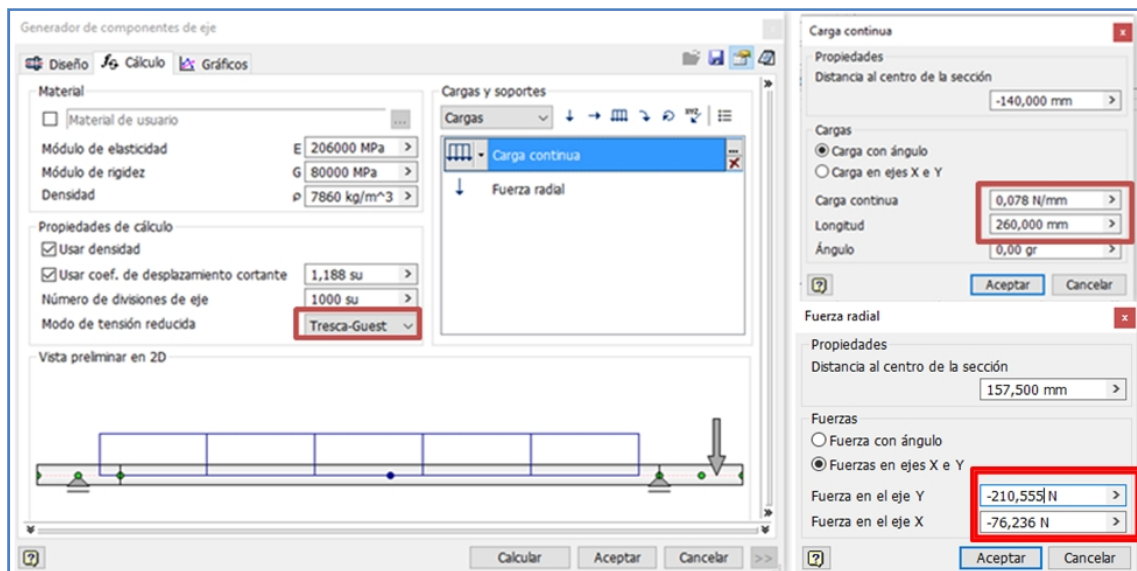 Generador de componentes de eje
Diseño
Cálculo
Gráficos
Material
Material de usuario
...
Módulo de elasticidad E 206000 MPa >
Módulo de rigidez G 80000 MPa >
Densidad ρ 7860 kg/m^3 >
Propiedades de cálculo
Usar densidad
Usar coef. de desplazamiento cortante 1,188 su >
Número de divisiones de eje 1000 su >
Modo de tensión reducida Tresca-Guest
Cargas y soportes
Cargas
Carga continua
Fuerza radial
Vista preliminar en 2D
Calcular Aceptar Cancelar >>
Carga continua
Propiedades
Distancia al centro de la sección
-140,000 mm >
Cargas
Carga con ángulo
Carga en ejes X e Y
Carga continua 0,078 N/mm >
Longitud 260,000 mm >
Ángulo 0,00 gr >
Aceptar Cancelar
Fuerza radial
Propiedades
Distancia al centro de la sección
157,500 mm >
Fuerzas
Fuerza con ángulo
Fuerzas en ejes X e Y
Fuerza en el eje Y -210,555 N >
Fuerza en el eje X -76,236 N >
Aceptar Cancelar